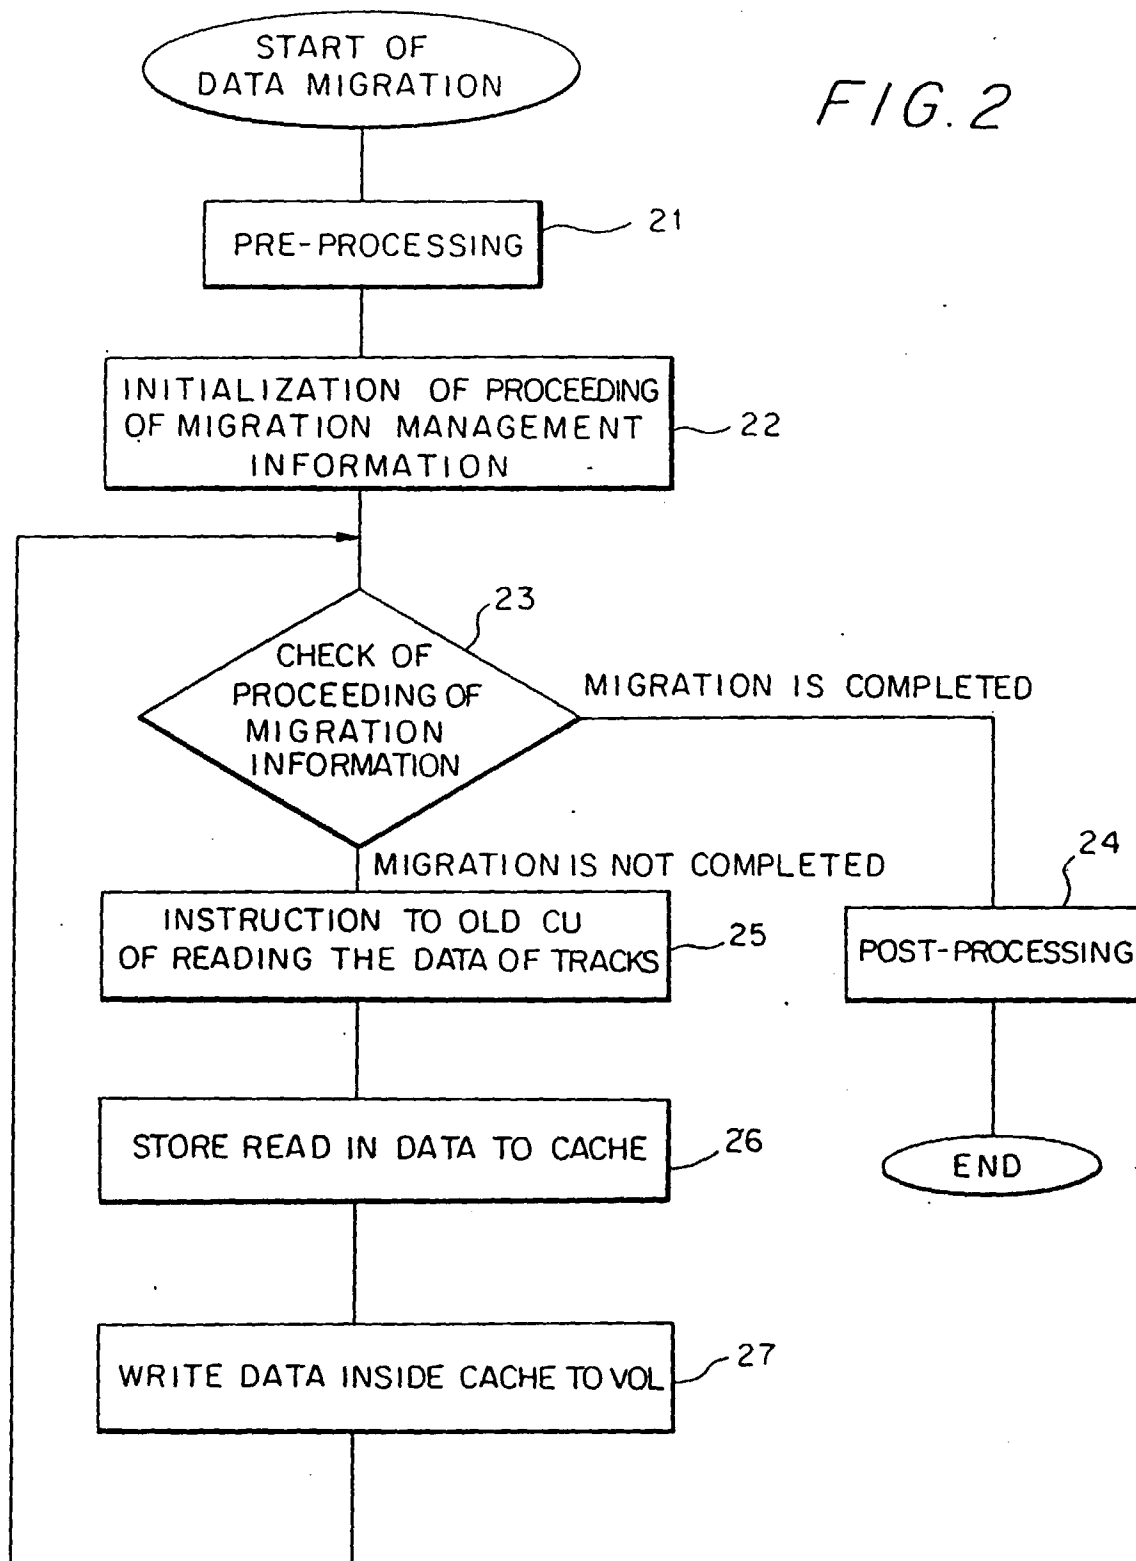 START OF
DATA MIGRATION
FIG. 2
PRE-PROCESSING
21
INITIALIZATION OF PROCEEDING
OF MIGRATION MANAGEMENT
INFORMATION
22
23
CHECK OF
PROCEEDING OF
MIGRATION
INFORMATION
MIGRATION IS COMPLETED
MIGRATION IS NOT COMPLETED
24
INSTRUCTION TO OLD CU
OF READING THE DATA OF TRACKS
25
POST-PROCESSING
STORE READ IN DATA TO CACHE
26
END
WRITE DATA INSIDE CACHE TO VOL
27